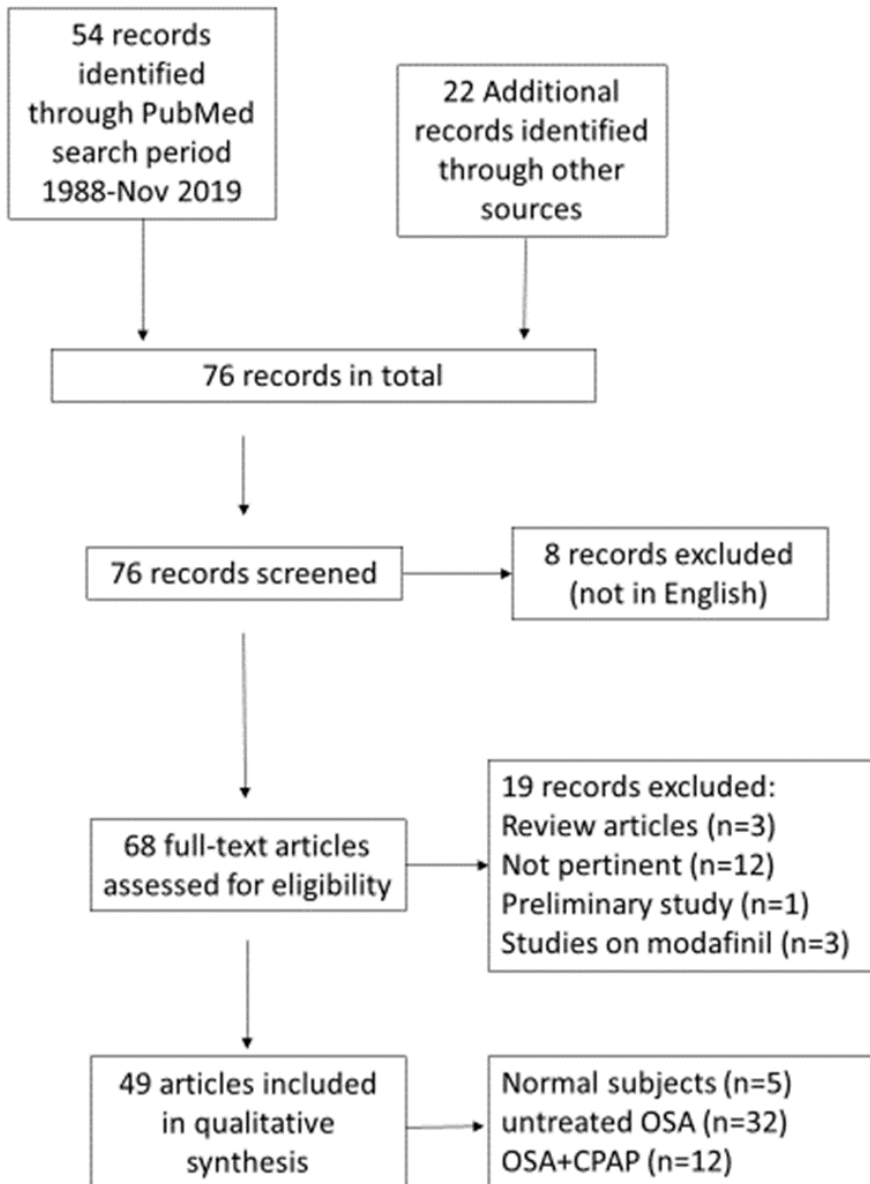 54 records
identified
through PubMed
search period
1988-Nov 2019
22 Additional
records identified
through other
sources
76 records in total
76 records screened
8 records excluded
(not in English)
68 full-text articles
assessed for eligibility
19 records excluded:
Review articles (n=3)
Not pertinent (n=12)
Preliminary study (n=1)
Studies on modafinil (n=3)
49 articles included
in qualitative
synthesis
Normal subjects (n=5)
untreated OSA (n=32)
OSA+CPAP (n=12)